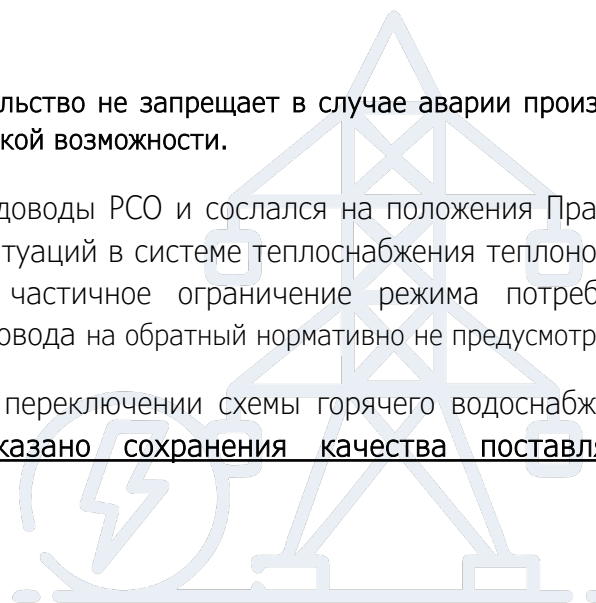 льство не запрещает в случае аварии произ
кой возможности.
доводы РСО и сослался на положения Пра
туаций в системе теплоснабжения теплоно
частичное ограничение режима потреб
овода на обратный нормативно не предусмотр
переключении схемы горячего водоснабж
казано сохранения качества поставля